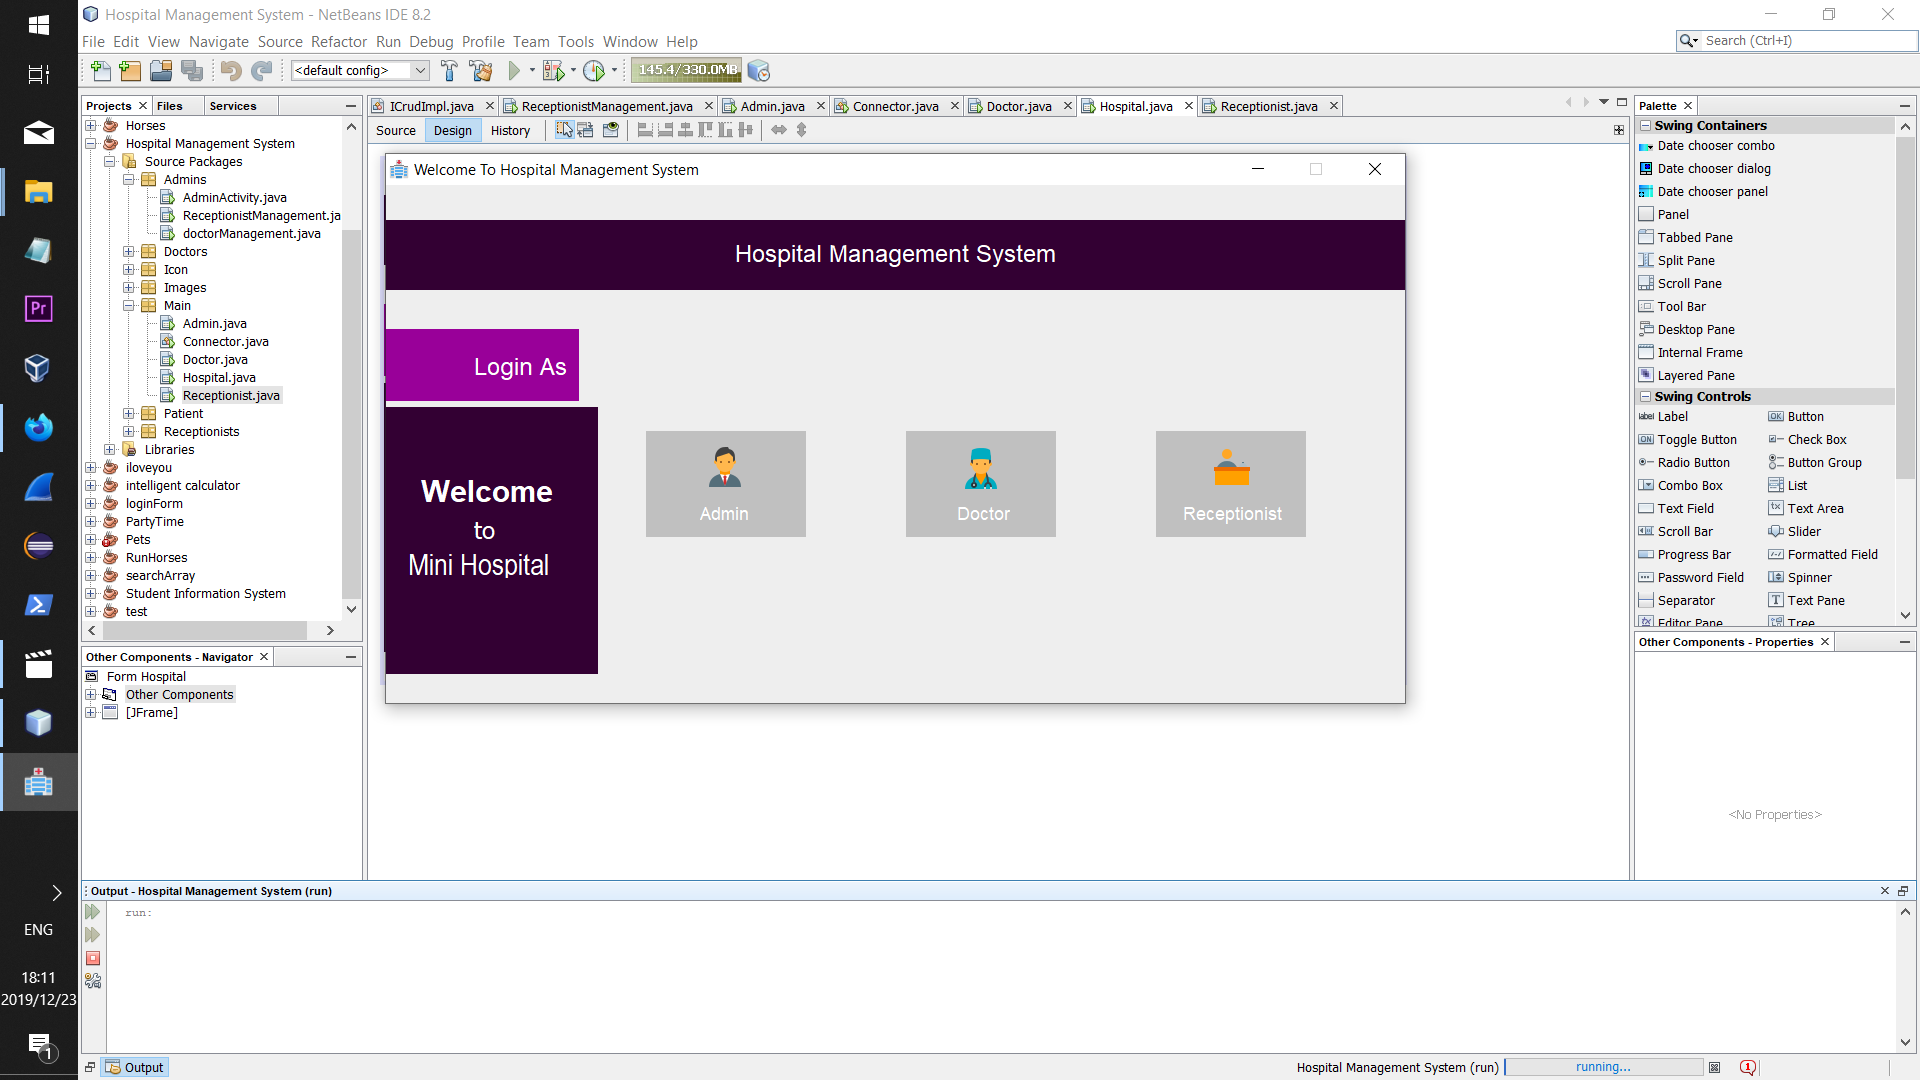 Hospital Management System - NetBeans IDE 8.2
File Edit View Navigate Source Refactor Run Debug Profile Team Tools Window Help
Search (Ctrl+I)
<default config>
145.4/330.0MB
Projects Files Services
Horses
Hospital Management System
Source Packages
Admins
AdminActivity.java
ReceptionistManagement.ja
doctorManagement.java
Doctors
Icon
Images
Main
Admin.java
Connector.java
Doctor.java
Hospital.java
Receptionist.java
Patient
Receptionists
Libraries
iloveyou
intelligent calculator
loginForm
PartyTime
Pets
RunHorses
searchArray
Student Information System
test
Other Components - Navigator
Form Hospital
Other Components
[JFrame]
ICrudImpl.java ReceptionistManagement.java Admin.java Connector.java Doctor.java Hospital.java Receptionist.java
Source Design History
Welcome To Hospital Management System
Hospital Management System
Login As
Welcome
to
Mini Hospital
Admin
Doctor
Receptionist
Palette
Swing Containers
Date chooser combo
Date chooser dialog
Date chooser panel
Panel
Tabbed Pane
Split Pane
Scroll Pane
Tool Bar
Desktop Pane
Internal Frame
Layered Pane
Swing Controls
label Label OK Button
ON Toggle Button Check Box
Radio Button Button Group
Combo Box List
Text Field Text Area
Scroll Bar Slider
Progress Bar Formatted Field
Password Field Spinner
Separator Text Pane
Editor Pane Tree
Other Components - Properties
<No Properties>
Output - Hospital Management System (run)
run:
Output
Hospital Management System (run)
running...
1
Pr
ENG
18:11
2019/12/23
1